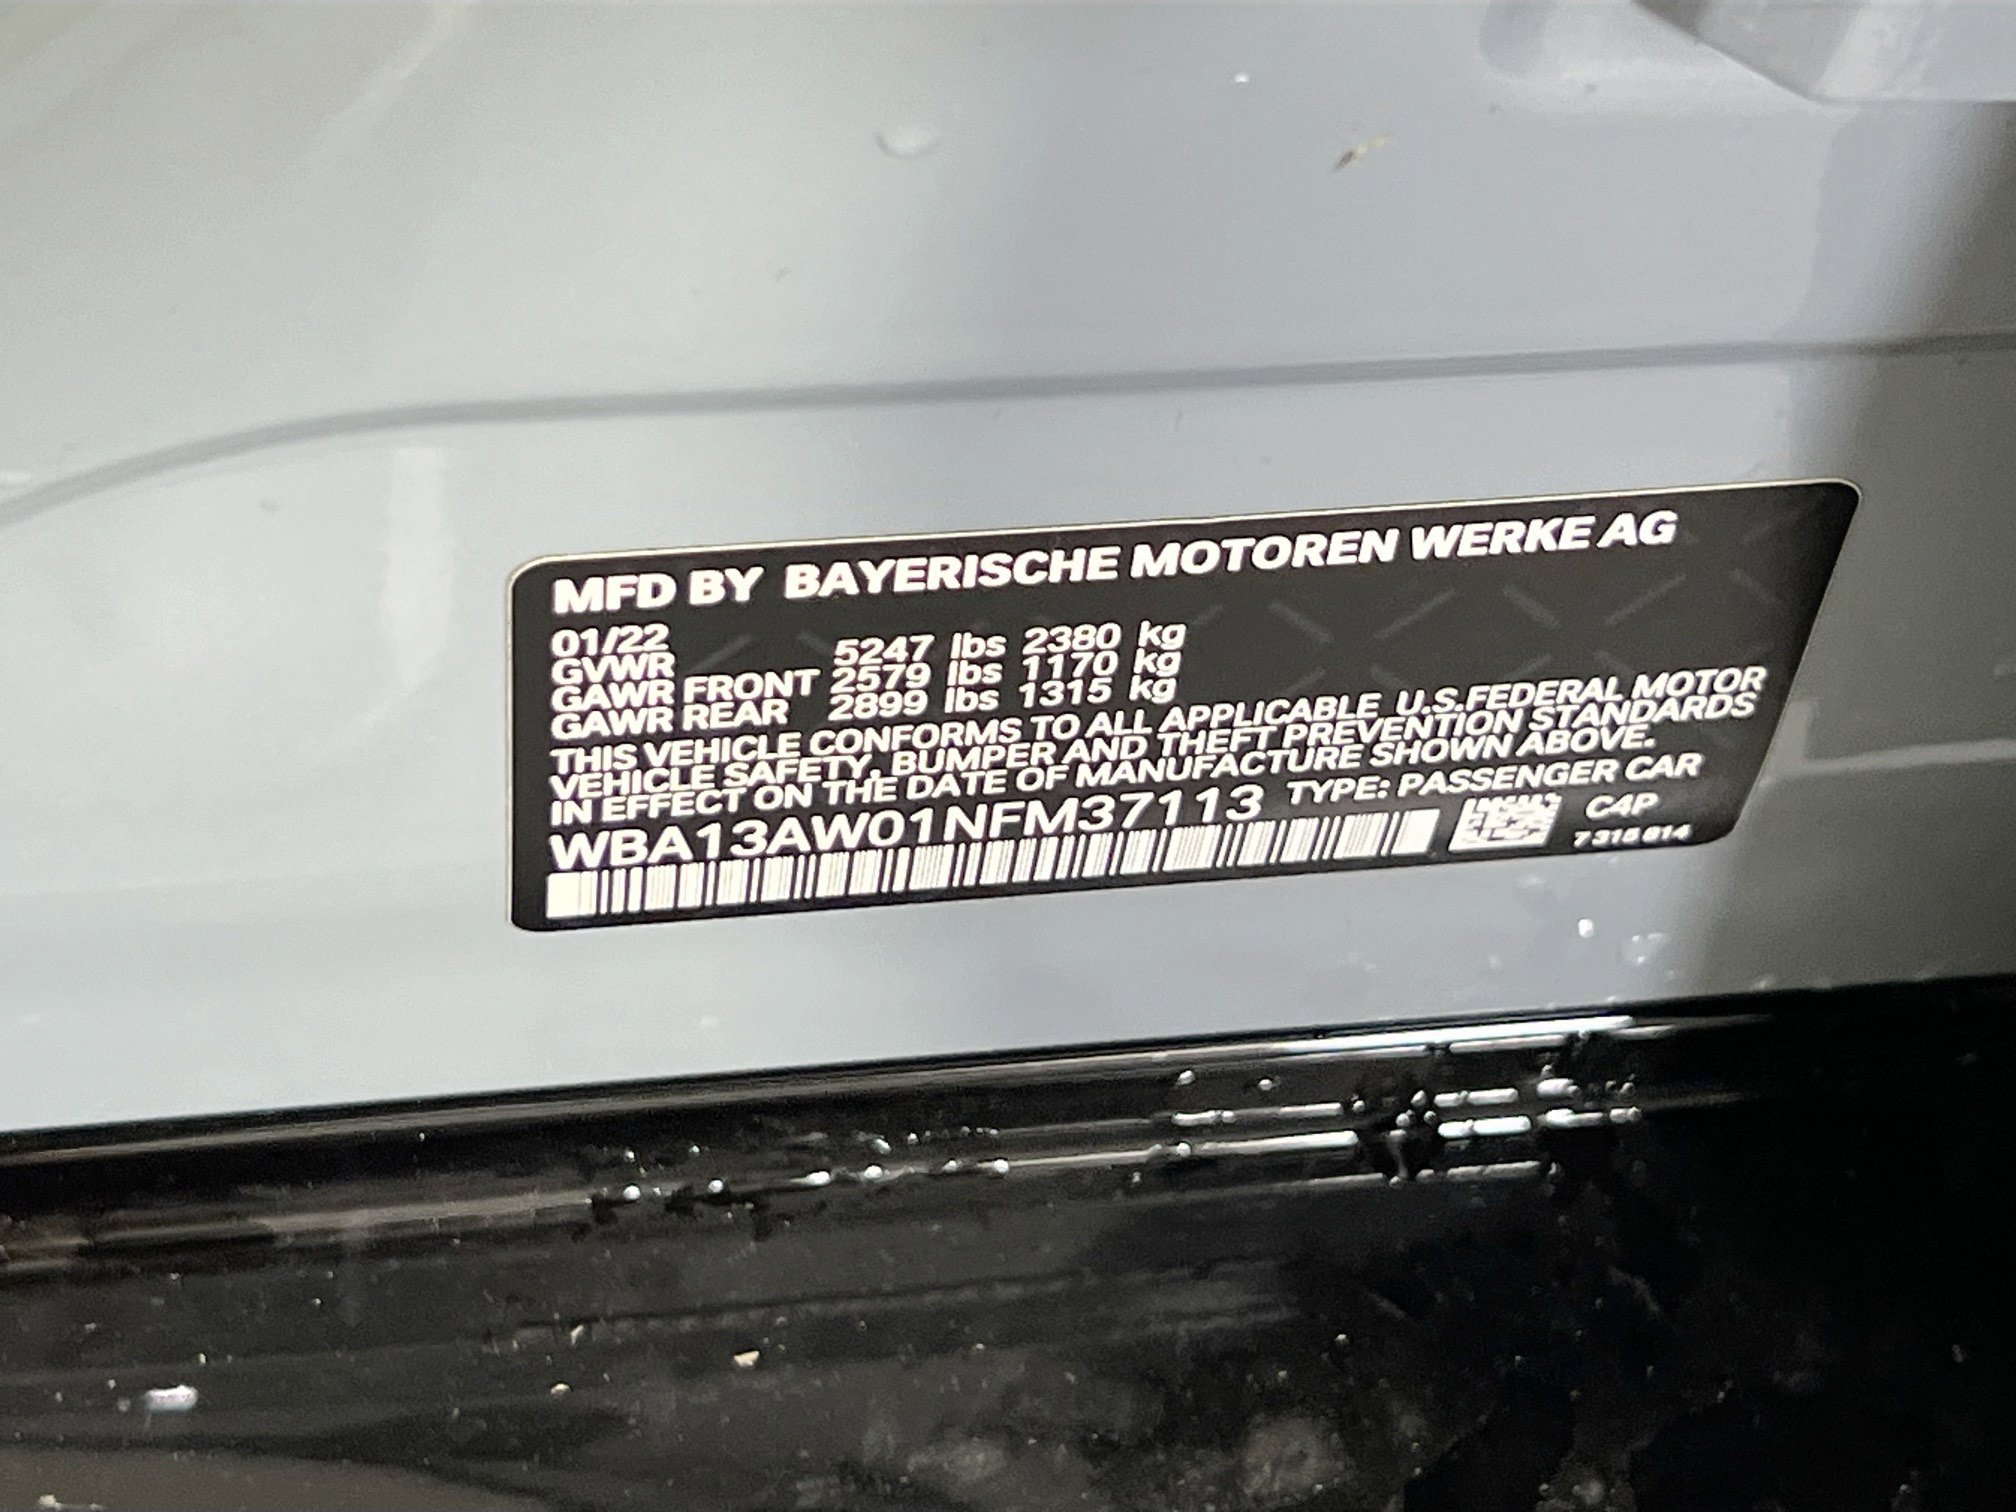 MFD BY BAYERISCHE MOTOREN WERKE AG
01/22
GVWR 5247 lbs 2380 kg
GAWR FRONT 2579 lbs 1170 kg
GAWR REAR 2899 lbs 1315 kg
THIS VEHICLE CONFORMS TO ALL APPLICABLE U.S.FEDERAL MOTOR
VEHICLE SAFETY, BUMPER AND THEFT PREVENTION STANDARDS
IN EFFECT ON THE DATE OF MANUFACTURE SHOWN ABOVE.
WBA13AW01NFM37113 TYPE: PASSENGER CAR
C4P